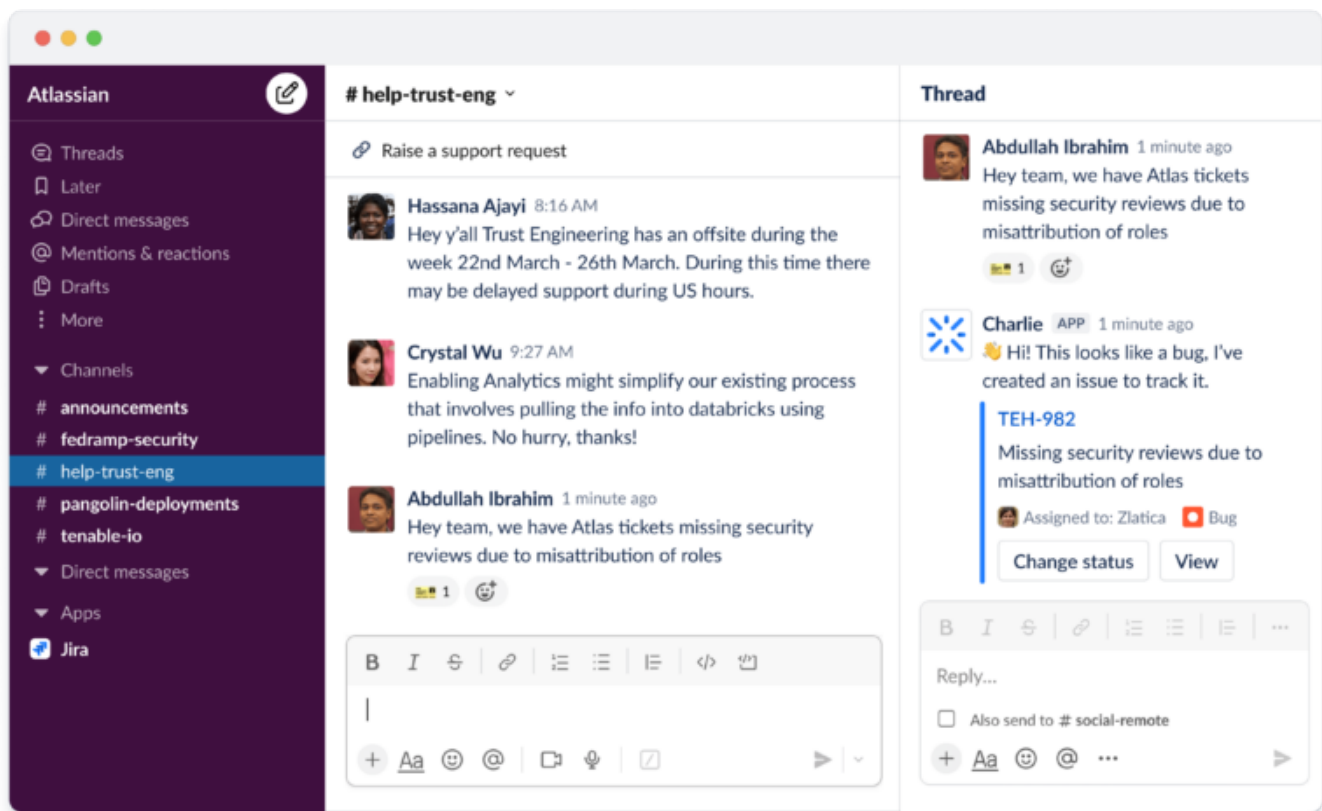 Atlassian
Threads
Later
Direct messages
Mentions & reactions
Drafts
More
Channels
# announcements
# fedramp-security
# help-trust-eng
# pangolin-deployments
# tenable-io
Direct messages
Apps
Jira
# help-trust-eng
Raise a support request
Hassana Ajayi 8:16 AM
Hey y'all Trust Engineering has an offsite during the
week 22nd March - 26th March. During this time there
may be delayed support during US hours.
Crystal Wu 9:27 AM
Enabling Analytics might simplify our existing process
that involves pulling the info into databricks using
pipelines. No hurry, thanks!
Abdullah Ibrahim 1 minute ago
Hey team, we have Atlas tickets missing security
reviews due to misattribution of roles
1
B I S
Aa
Thread
Abdullah Ibrahim 1 minute ago
Hey team, we have Atlas tickets
missing security reviews due to
misattribution of roles
1
Charlie APP 1 minute ago
👋 Hi! This looks like a bug, I've
created an issue to track it.
TEH-982
Missing security reviews due to
misattribution of roles
Assigned to: Zlatica Bug
Change status View
B I S
Reply...
Also send to # social-remote
Aa